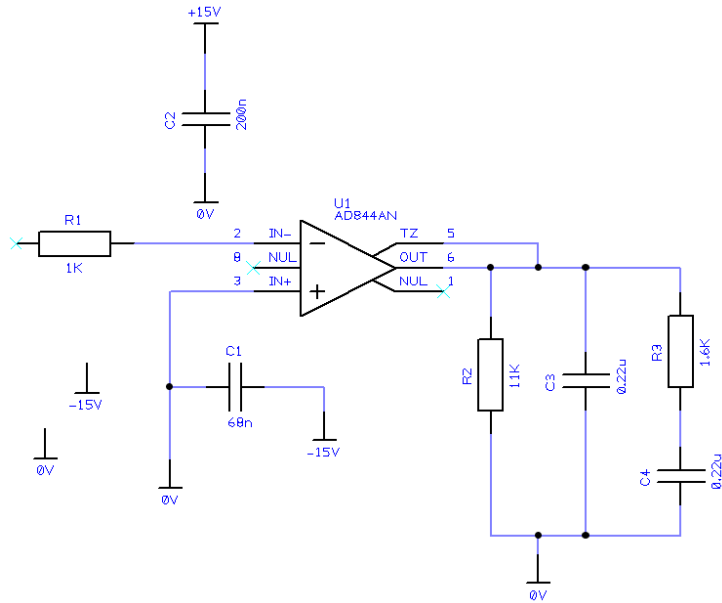 +15V
C2
200n
0V
U1
AD844AN
R1
1K
2 IN- TZ 5
8 NUL OUT 6
3 IN+ NUL 1
C1
68n
-15V
-15V
0V
0V
R2
11K
C3
0.22u
R3
1.6K
C4
0.22u
0V